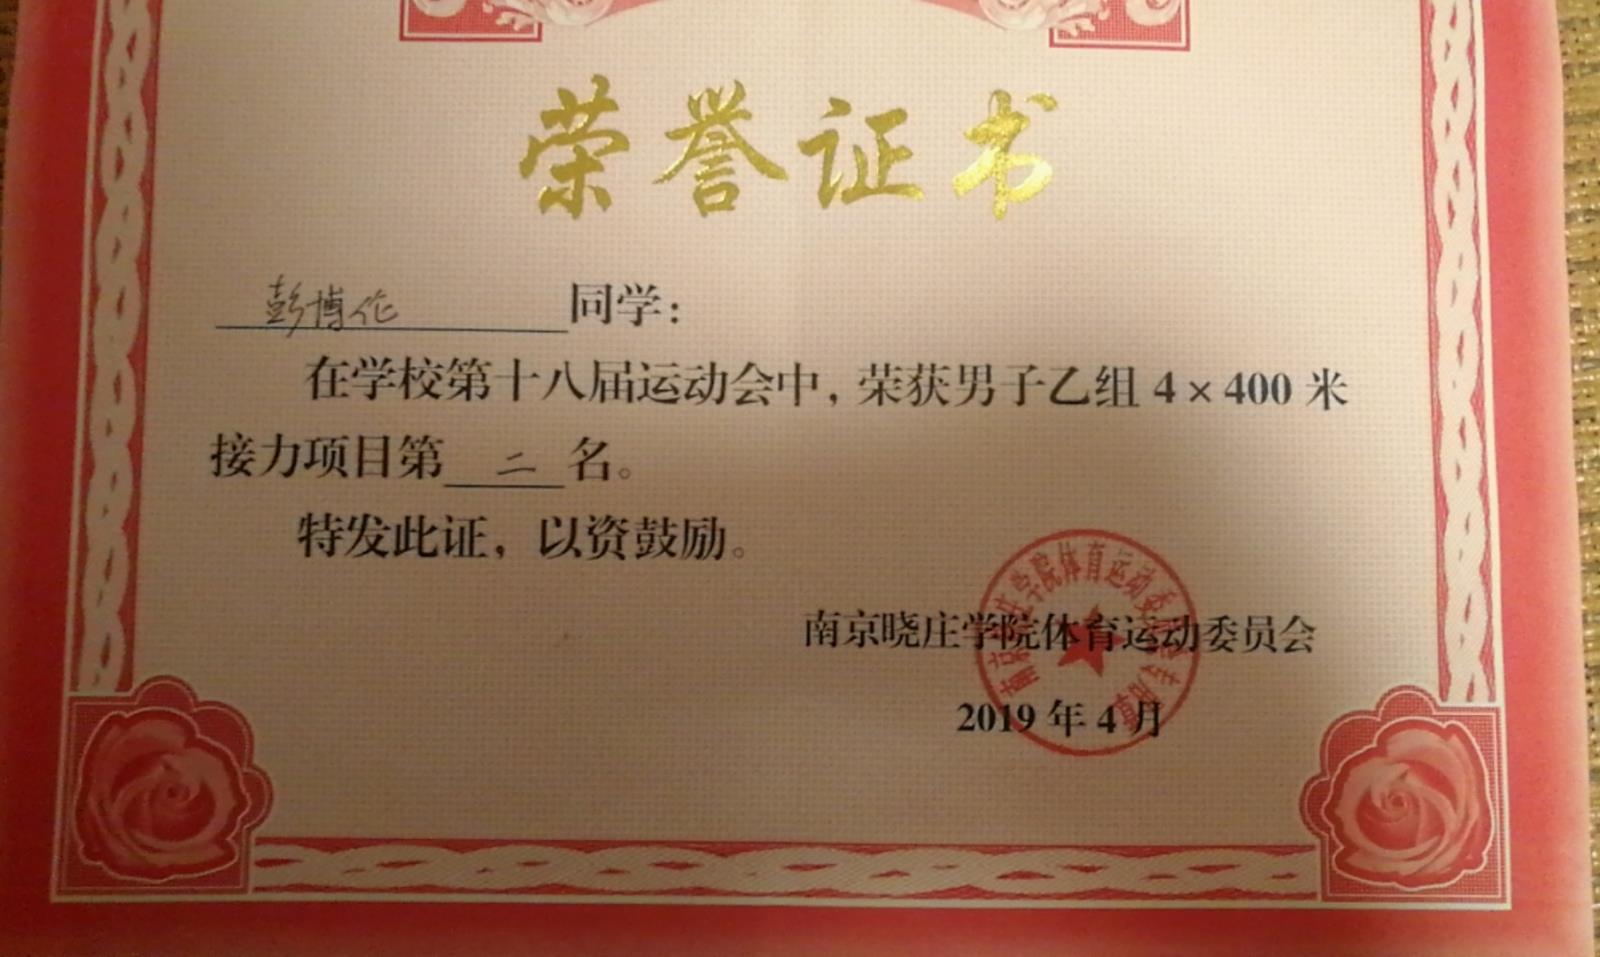 荣誉证书
彭博伦同学：
在学校第十八届运动会中，荣获男子乙组 4×400 米
接力项目第二名。
特发此证，以资鼓励。
南京晓庄学院体育运动委员会
2019 年 4 月